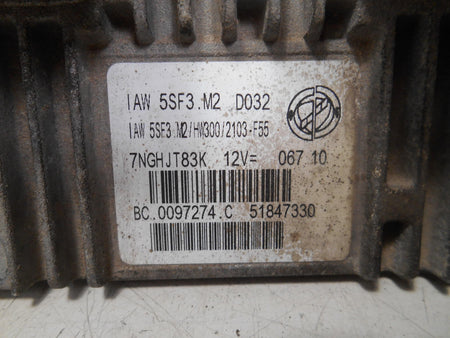 IAW 5SF3.M2 D032
IAW 5SF3.M2/HW300/2103-F55
7NGHJT83K 12V= 067 10
BC.0097274.C 51847330